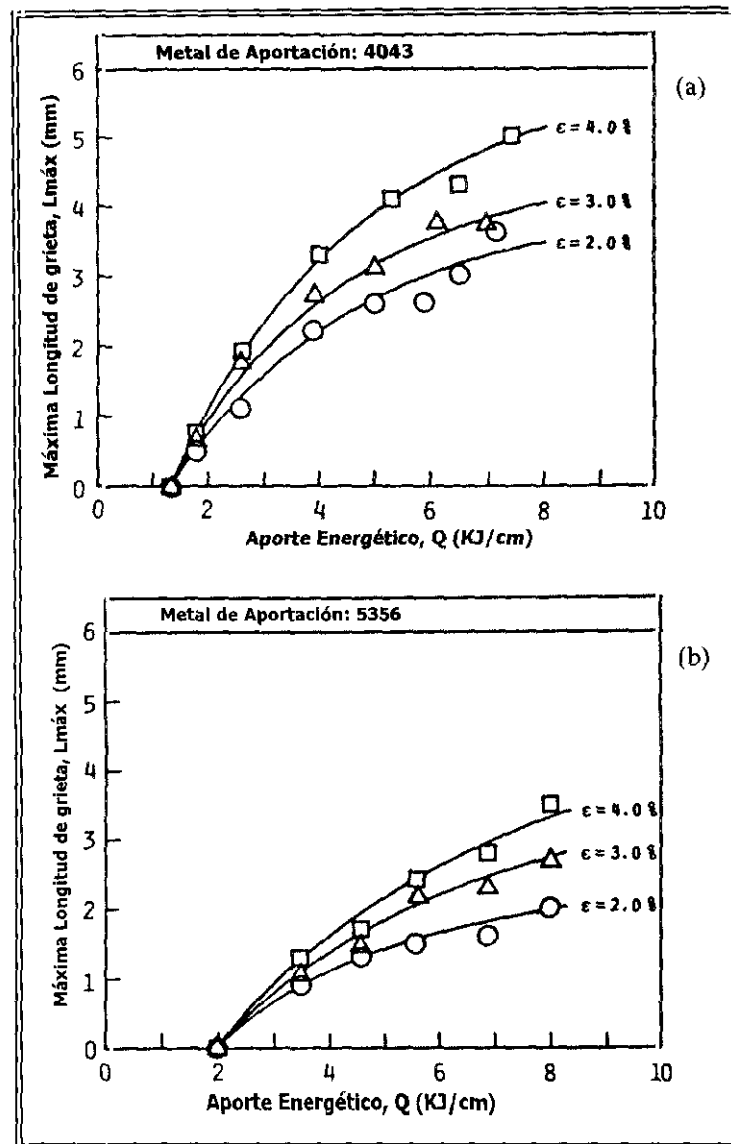 Metal de Aportación: 4043
(a)
Máxima Longitud de grieta, Lmáx (mm)
6
5
4
3
2
1
0
ε = 4.0 %
ε = 3.0 %
ε = 2.0 %
0 2 4 6 8 10
Aporte Energético, Q (KJ/cm)
Metal de Aportación: 5356
(b)
Máxima Longitud de grieta, Lmáx (mm)
6
5
4
3
2
1
0
ε = 4.0 %
ε = 3.0 %
ε = 2.0 %
0 2 4 6 8 10
Aporte Energético, Q (KJ/cm)